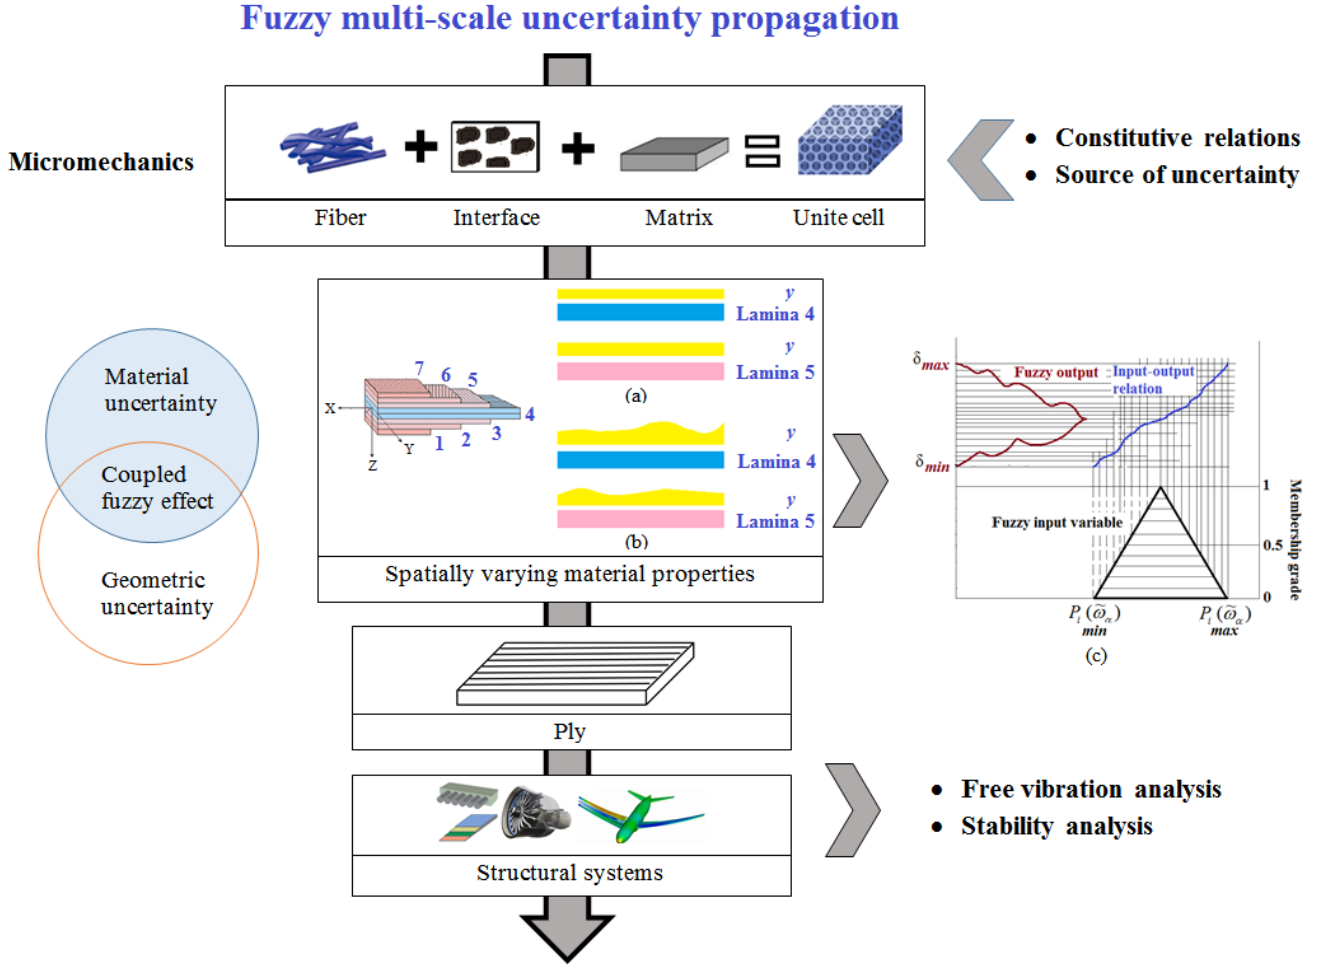 Fuzzy multi-scale uncertainty propagation
Micromechanics
Fiber
Interface
Matrix
Unite cell
Constitutive relations
Source of uncertainty
Material
uncertainty
Coupled
fuzzy effect
Geometric
uncertainty
7
6
5
4
3
2
1
X
Y
Z
y
Lamina 4
y
Lamina 5
(a)
y
Lamina 4
y
Lamina 5
(b)
Spatially varying material properties
δmax
Fuzzy output
Input-output
relation
δmin
Fuzzy input variable
1
0.5
0
Membership grade
Pi (ω̃α)
min
Pi (ω̃α)
max
(c)
Ply
Structural systems
Free vibration analysis
Stability analysis